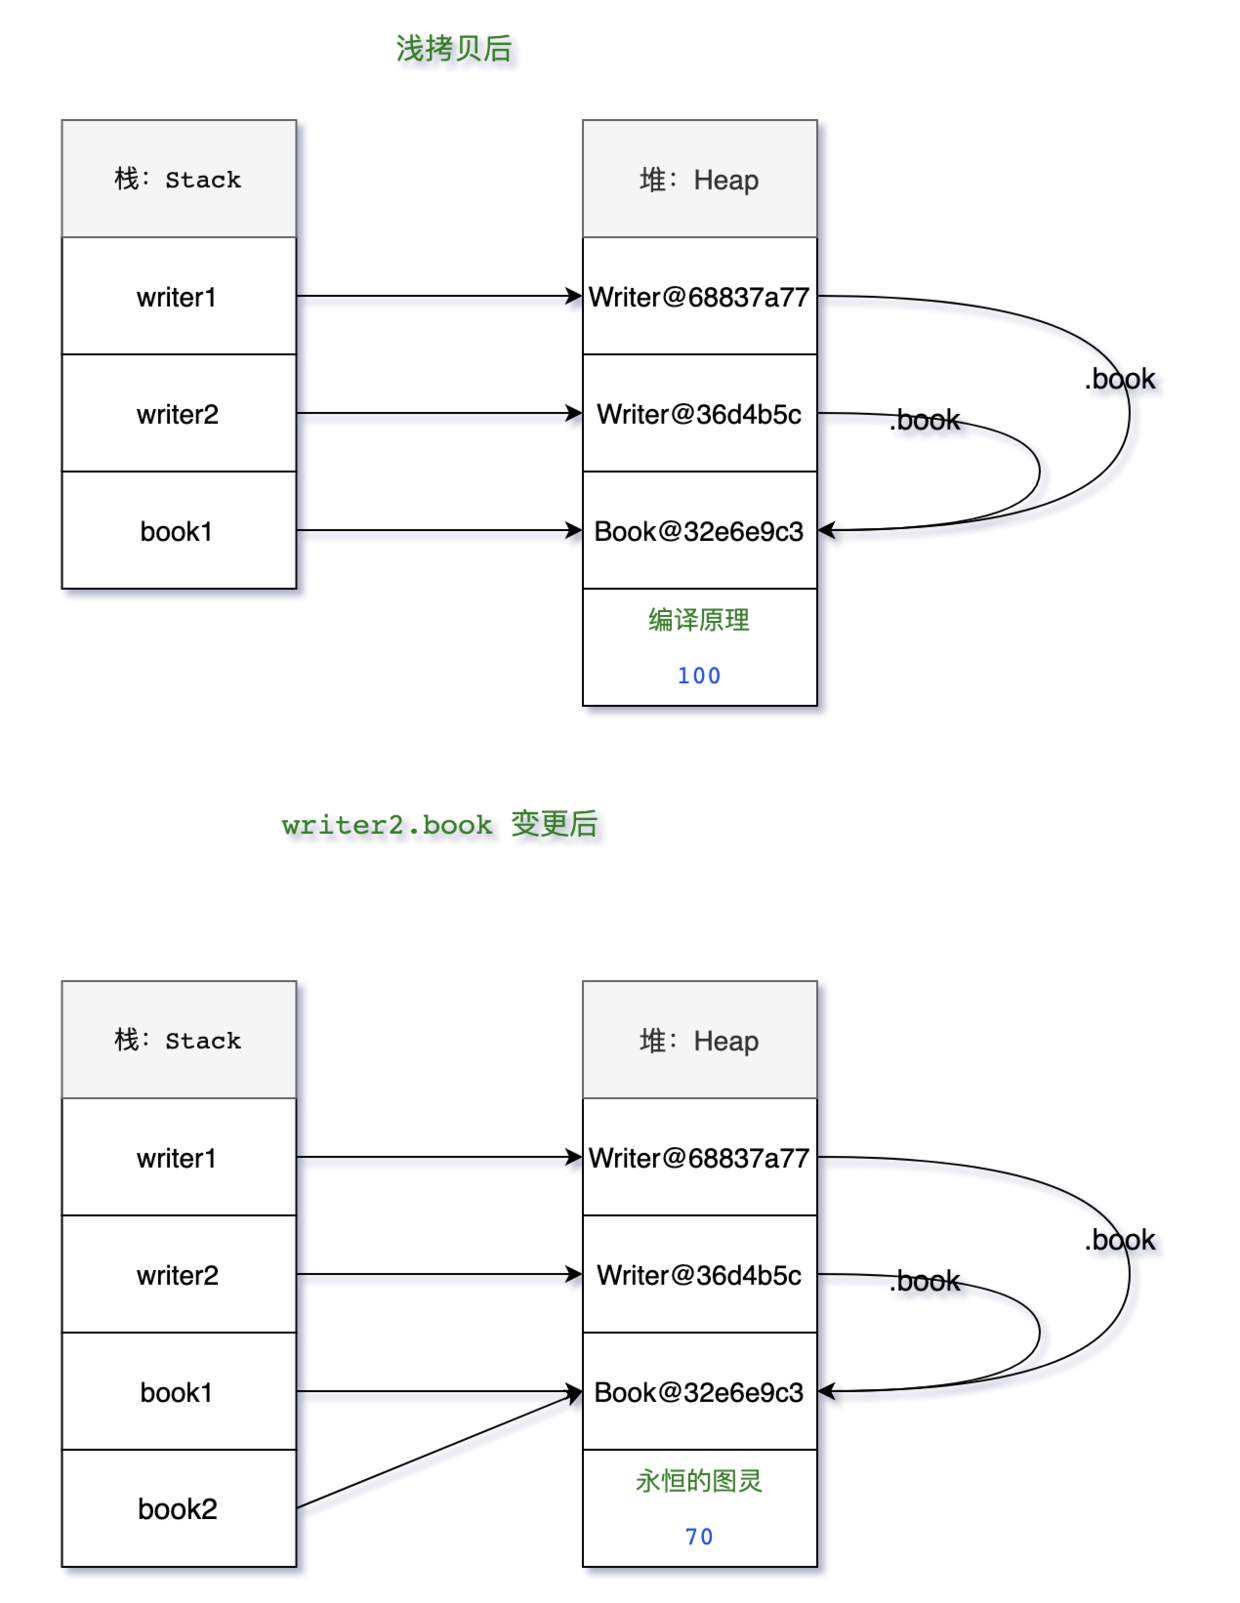 浅拷贝后
栈：Stack
堆：Heap
writer1
Writer@68837a77
.book
writer2
Writer@36d4b5c
.book
book1
Book@32e6e9c3
编译原理
100
writer2.book 变更后
栈：Stack
堆：Heap
writer1
Writer@68837a77
.book
writer2
Writer@36d4b5c
.book
book1
Book@32e6e9c3
book2
永恒的图灵
70